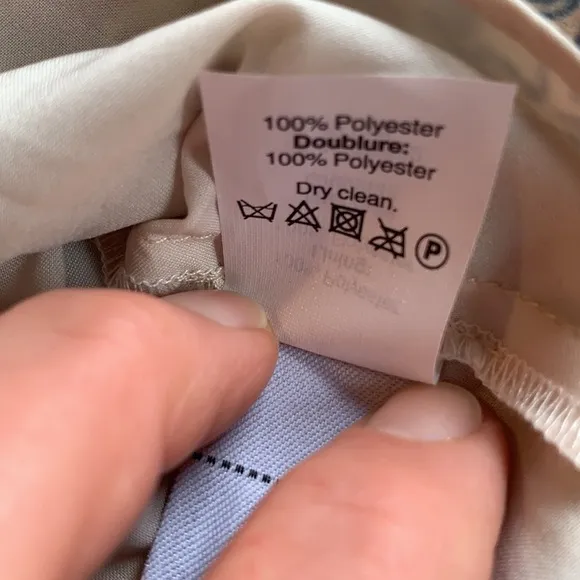 100% Polyester
Doublure:
100% Polyester
Dry clean.
P